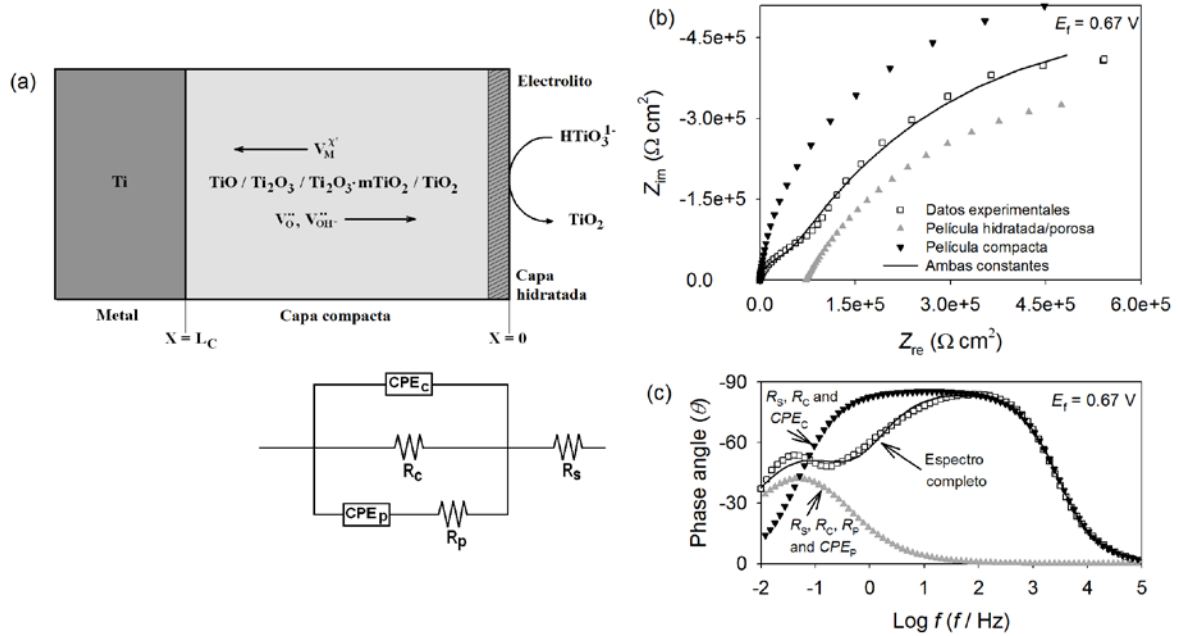 (a)
Electrolito
V_M^χ'
HTiO₃¹⁻
Ti
TiO / Ti₂O₃ / Ti₂O₃·mTiO₂ / TiO₂
V_O^¨, V_OH·^¨
TiO₂
Capa
hidratada
Metal
Capa compacta
X = L_C
X = 0
CPE_c
R_c
R_s
CPE_p
R_p
(b)
E_f = 0.67 V
-4.5e+5
-3.0e+5
-1.5e+5
0.0
Z_im (Ω cm²)
Datos experimentales
Película hidratada/porosa
Película compacta
Ambas constantes
0.0
1.5e+5
3.0e+5
4.5e+5
6.0e+5
Z_re (Ω cm²)
(c)
E_f = 0.67 V
-90
-60
-30
0
Phase angle (θ)
R_S, R_C and
CPE_C
Espectro
completo
R_S, R_C, R_P
and CPE_P
-2
-1
0
1
2
3
4
5
Log f (f / Hz)